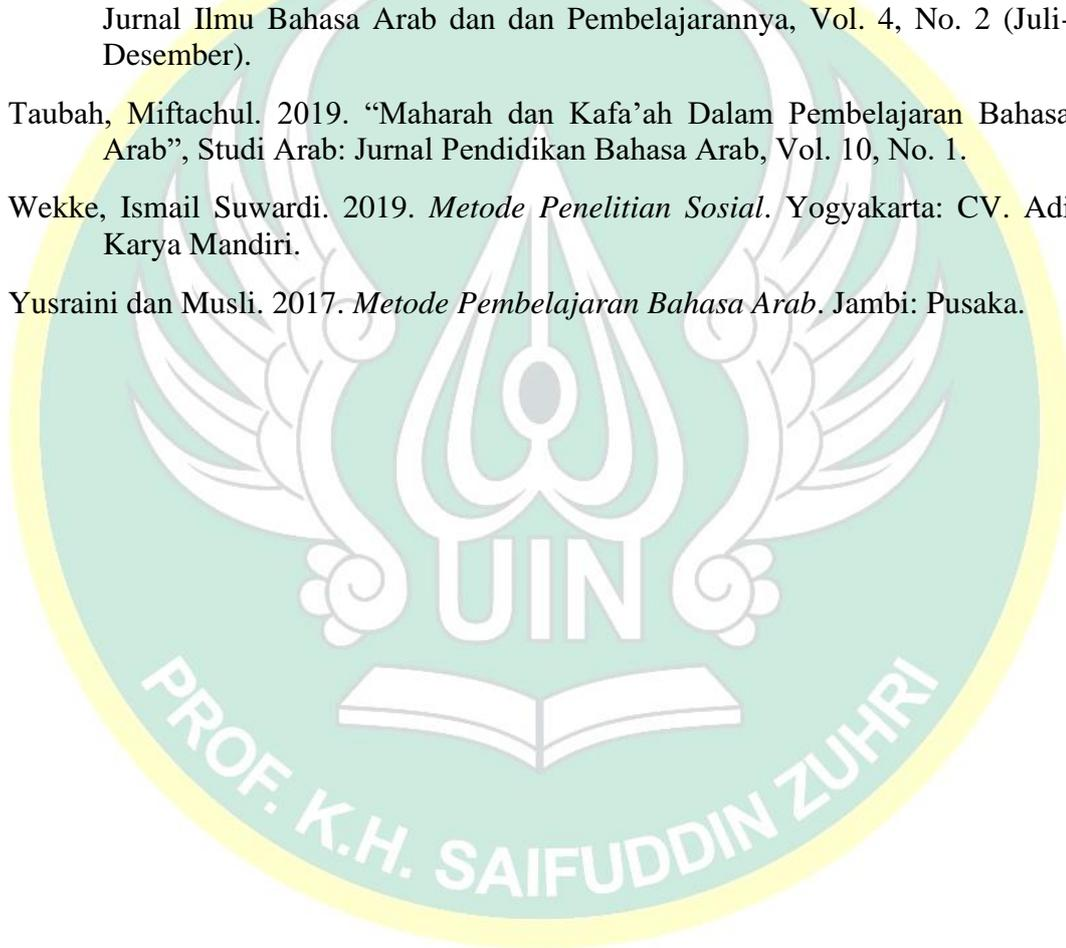 Jurnal Ilmu Bahasa Arab dan dan Pembelajarannya, Vol. 4, No. 2 (Juli-
Desember).
Taubah, Miftachul. 2019. “Maharah dan Kafa’ah Dalam Pembelajaran Bahasa
Arab”, Studi Arab: Jurnal Pendidikan Bahasa Arab, Vol. 10, No. 1.
Wekke, Ismail Suwardi. 2019. Metode Penelitian Sosial. Yogyakarta: CV. Adi
Karya Mandiri.
Yusraini dan Musli. 2017. Metode Pembelajaran Bahasa Arab. Jambi: Pusaka.
UIN
PROF. K.H. SAIFUDDIN ZUHRI